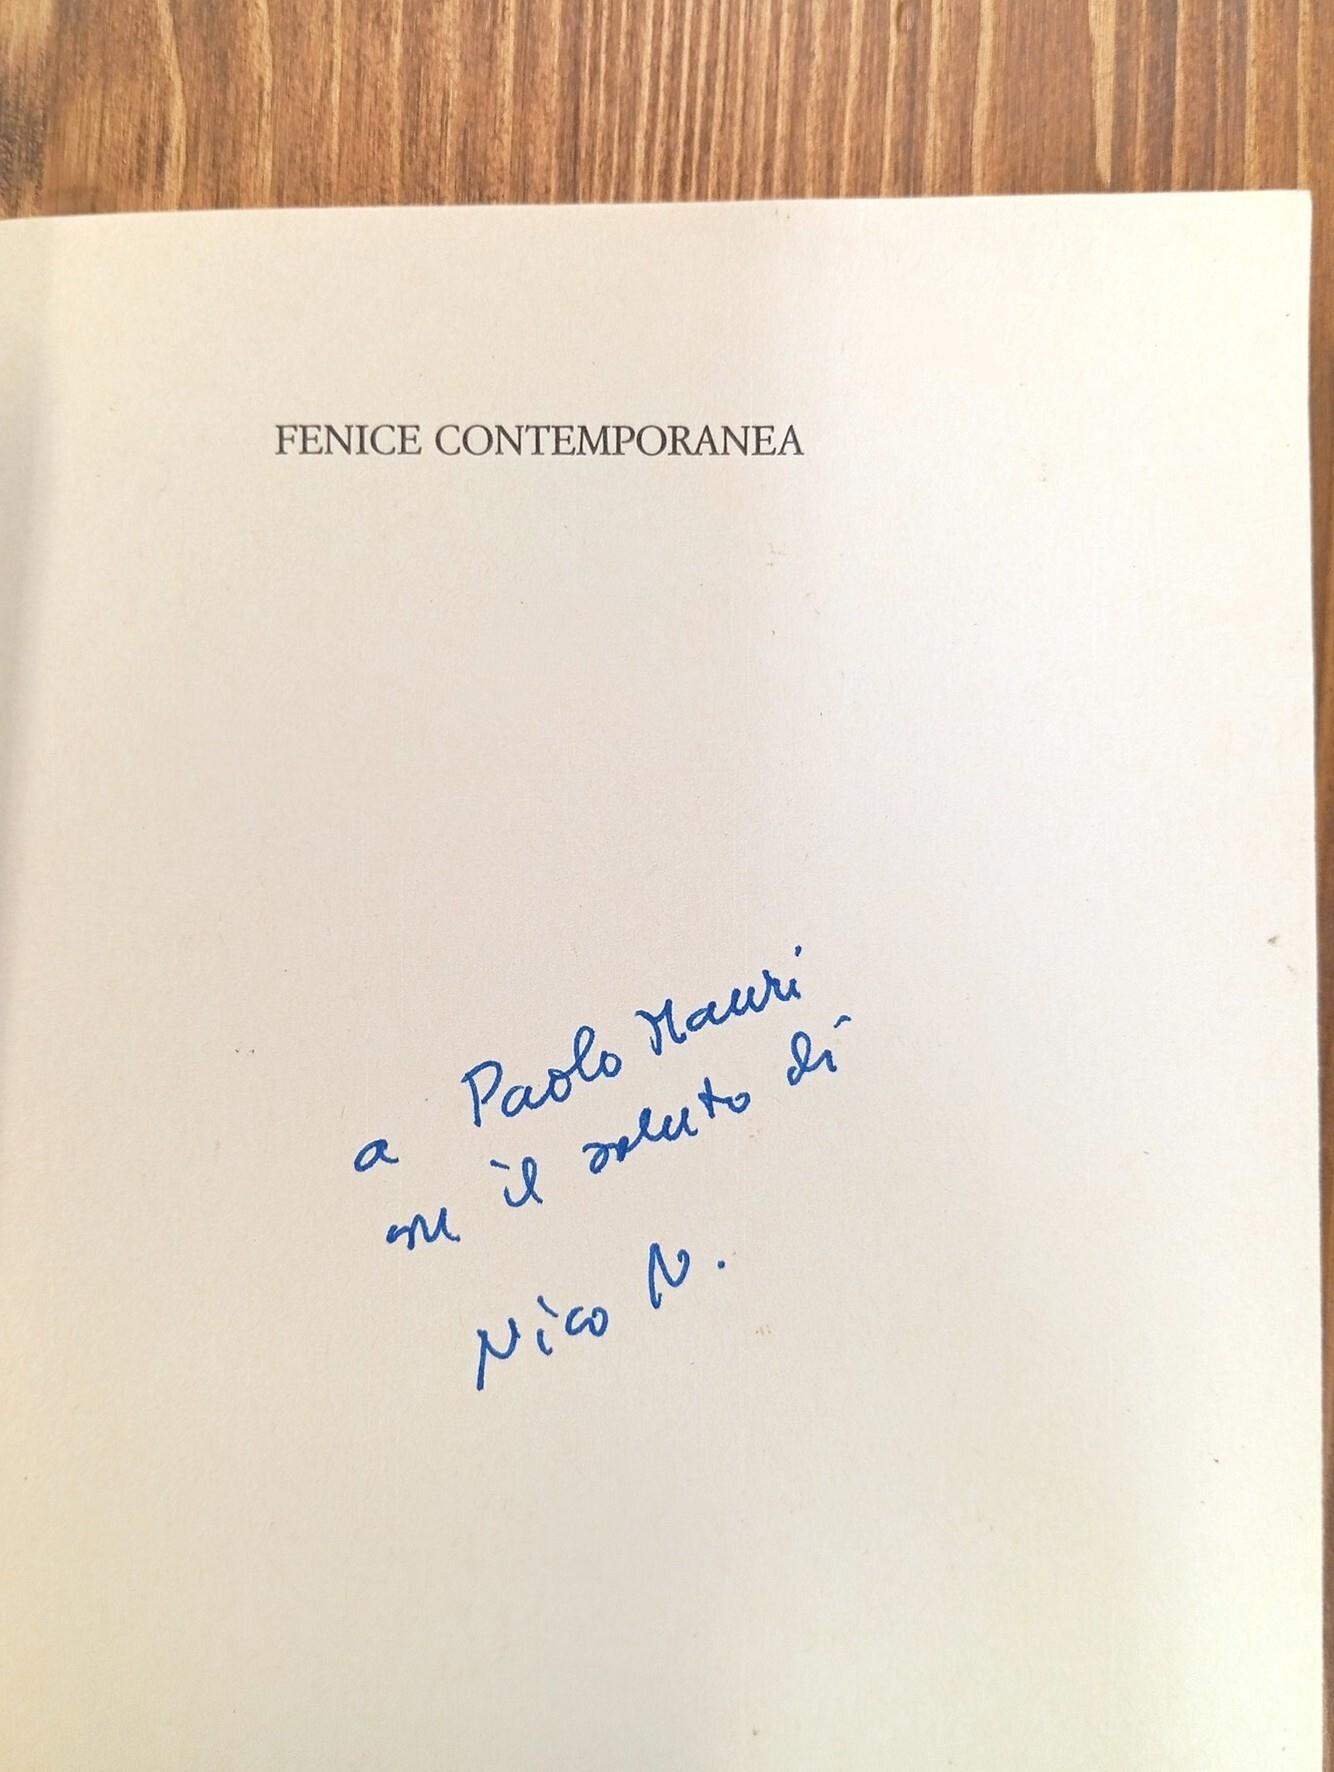 FENICE CONTEMPORANEA
a Paolo Mauri
con il saluto di
Nico N.